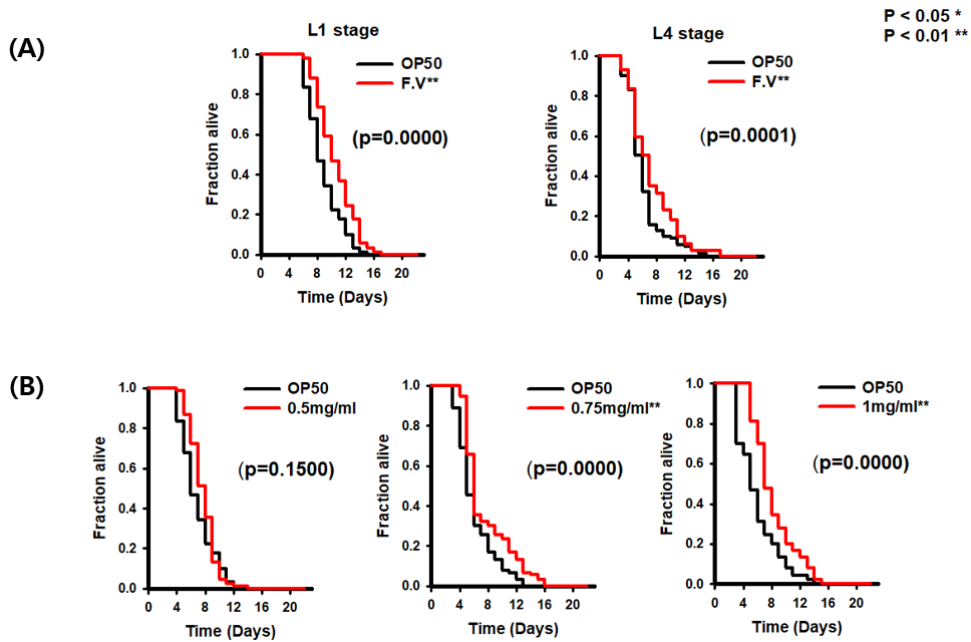 P < 0.05 *
P < 0.01 **
(A)
L1 stage
OP50
F.V**
(p=0.0000)
Fraction alive
1.0
0.8
0.6
0.4
0.2
0.0
0 4 8 12 16 20
Time (Days)
L4 stage
OP50
F.V**
(p=0.0001)
Fraction alive
1.0
0.8
0.6
0.4
0.2
0.0
0 4 8 12 16 20
Time (Days)
(B)
OP50
0.5mg/ml
(p=0.1500)
Fraction alive
1.0
0.8
0.6
0.4
0.2
0.0
0 4 8 12 16 20
Time (Days)
OP50
0.75mg/ml**
(p=0.0000)
Fraction alive
1.0
0.8
0.6
0.4
0.2
0.0
0 4 8 12 16 20
Time (Days)
OP50
1mg/ml**
(p=0.0000)
Fraction alive
1.0
0.8
0.6
0.4
0.2
0.0
0 4 8 12 16 20
Time (Days)